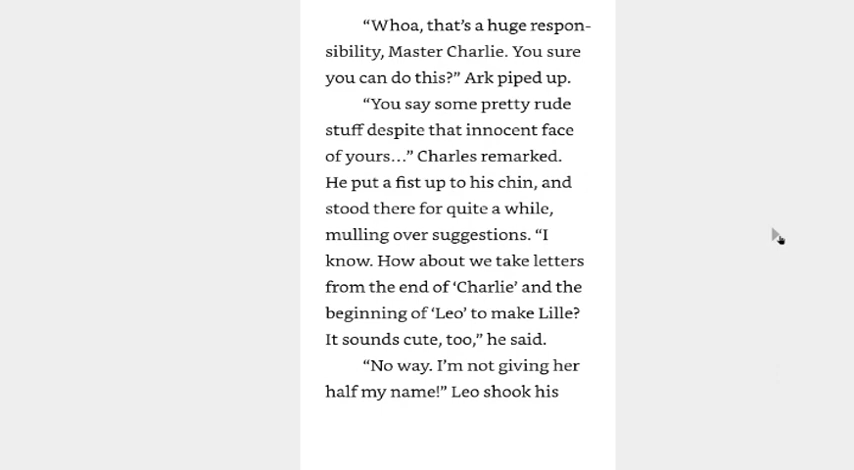 “Whoa, that’s a huge respon-
sibility, Master Charlie. You sure
you can do this?” Ark piped up.
“You say some pretty rude
stuff despite that innocent face
of yours…” Charles remarked.
He put a fist up to his chin, and
stood there for quite a while,
mulling over suggestions. “I
know. How about we take letters
from the end of ‘Charlie’ and the
beginning of ‘Leo’ to make Lille?
It sounds cute, too,” he said.
“No way. I’m not giving her
half my name!” Leo shook his